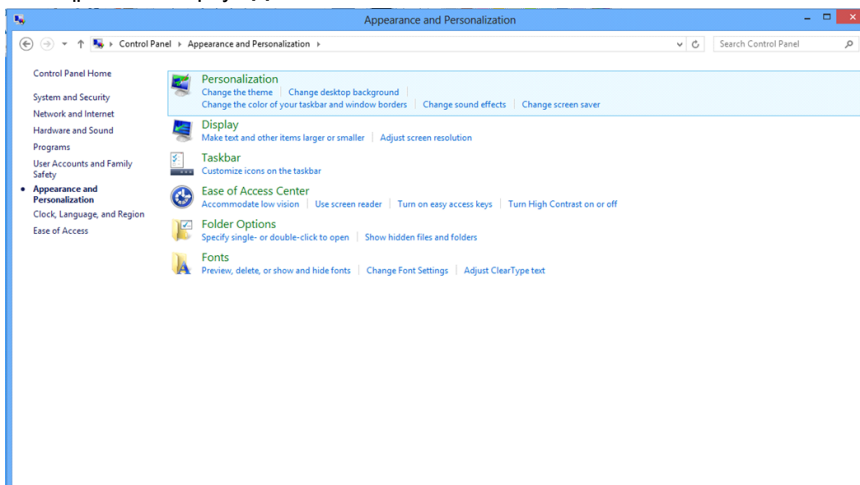 Appearance and Personalization
Control Panel Appearance and Personalization
Search Control Panel
Control Panel Home
System and Security
Network and Internet
Hardware and Sound
Programs
User Accounts and Family
Safety
Appearance and
Personalization
Clock, Language, and Region
Ease of Access
Personalization
Change the theme Change desktop background
Change the color of your taskbar and window borders Change sound effects Change screen saver
Display
Make text and other items larger or smaller Adjust screen resolution
Taskbar
Customize icons on the taskbar
Ease of Access Center
Accommodate low vision Use screen reader Turn on easy access keys Turn High Contrast on or off
Folder Options
Specify single- or double-click to open Show hidden files and folders
Fonts
Preview, delete, or show and hide fonts Change Font Settings Adjust ClearType text